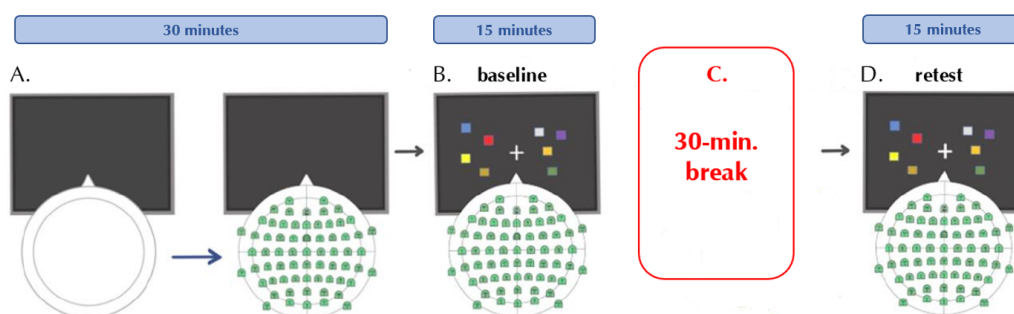 30 minutes
15 minutes
15 minutes
A.
B. baseline
C.
D. retest
30-min.
break